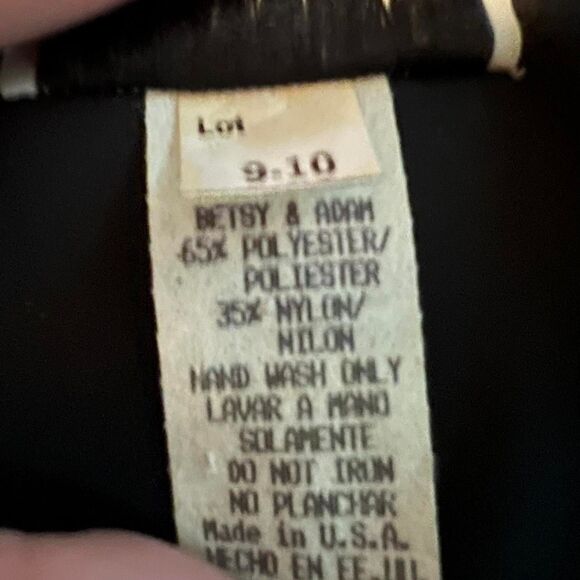 Lot
9-10
BETSY & ADAM
65% POLYESTER/
POLIESTER
35% NYLON/
NILON
HAND WASH ONLY
LAVAR A MANO
SOLAMENTE
DO NOT IRON
NO PLANCHAR
Made in U.S.A.
HECHO EN EE.UU.